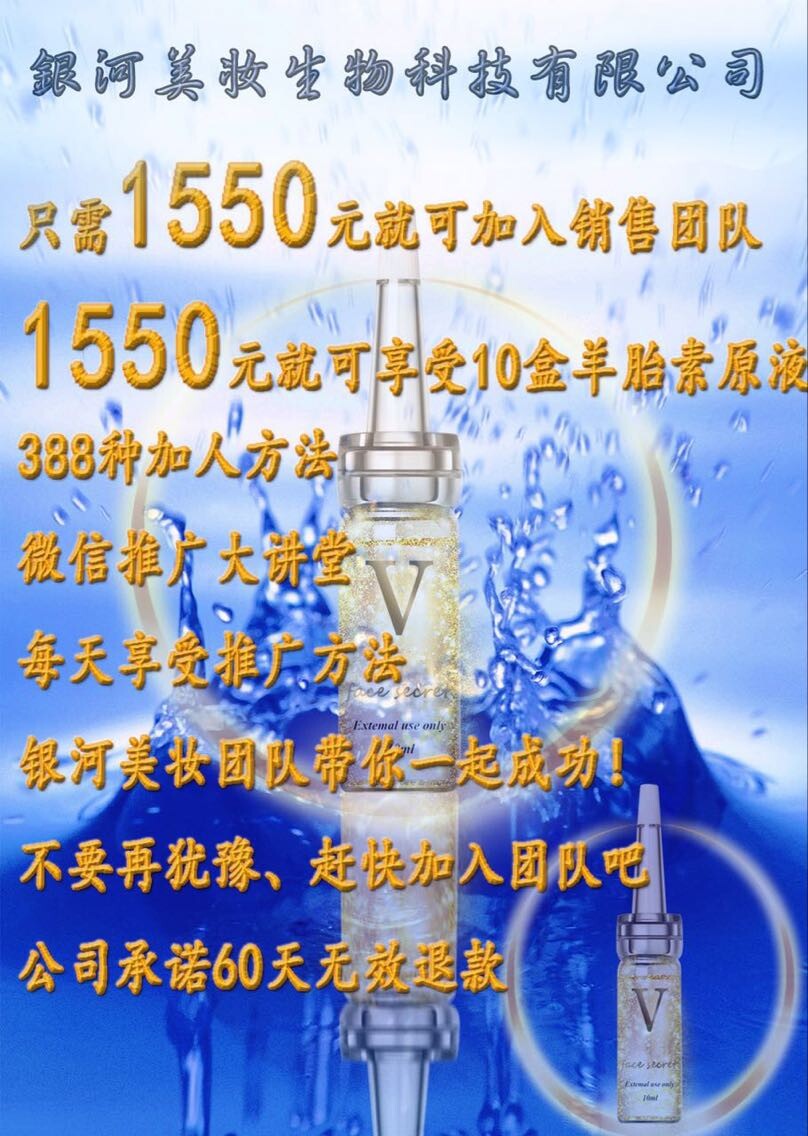 銀河美妆生物科技有限公司
只需1550元就可加入销售团队
1550元就可享受10盒羊胎素原液
388种加人方法
微信推广大讲堂
V
每天享受推广方法
face secret
External use only
ml
银河美妆团队带你一起成功！
不要再犹豫、赶快加入团队吧
公司承诺60天无效退款
V
face secret
External use only
10ml